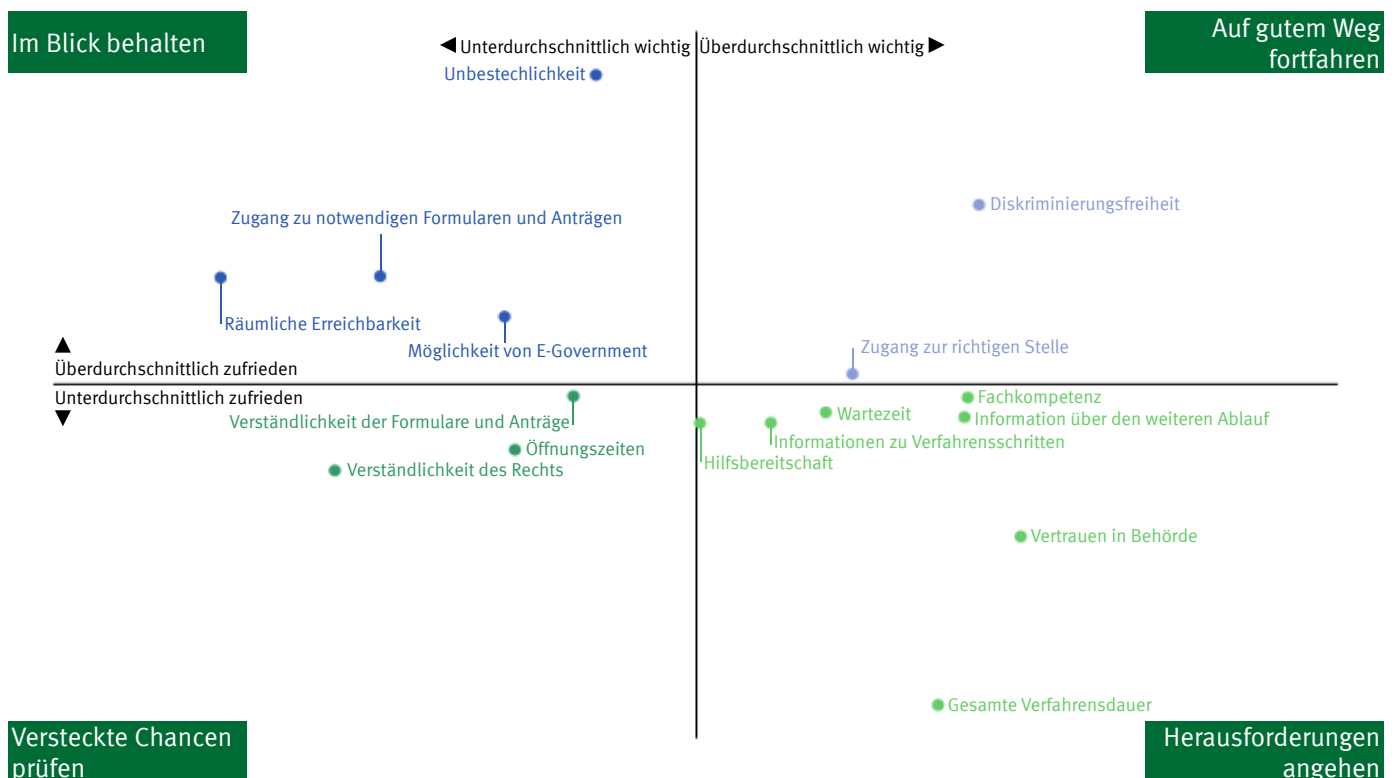 Im Blick behalten
Auf gutem Weg
fortfahren
◀ Unterdurchschnittlich wichtig
Überdurchschnittlich wichtig ▶
Unbestechlichkeit
Diskriminierungsfreiheit
Zugang zu notwendigen Formularen und Anträgen
Räumliche Erreichbarkeit
Möglichkeit von E-Government
Zugang zur richtigen Stelle
▲
Überdurchschnittlich zufrieden
Unterdurchschnittlich zufrieden
▼
Verständlichkeit der Formulare und Anträge
Öffnungszeiten
Verständlichkeit des Rechts
Fachkompetenz
Wartezeit
Information über den weiteren Ablauf
Informationen zu Verfahrensschritten
Hilfsbereitschaft
Vertrauen in Behörde
Gesamte Verfahrensdauer
Versteckte Chancen
prüfen
Herausforderungen
angehen